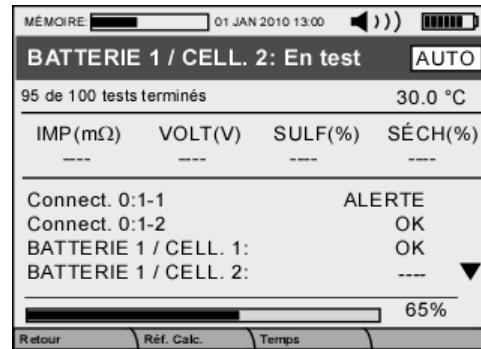 MÉMOIRE: 01 JAN 2010 13:00
BATTERIE 1 / CELL. 2: En test AUTO
95 de 100 tests terminés 30.0 °C
IMP(mΩ) VOLT(V) SULF(%) SÉCH(%)
---- ---- ---- ----
Connect. 0:1-1 ALERTE
Connect. 0:1-2 OK
BATTERIE 1 / CELL. 1: OK
BATTERIE 1 / CELL. 2: ----
65%
Retour Réf. Calc. Temps